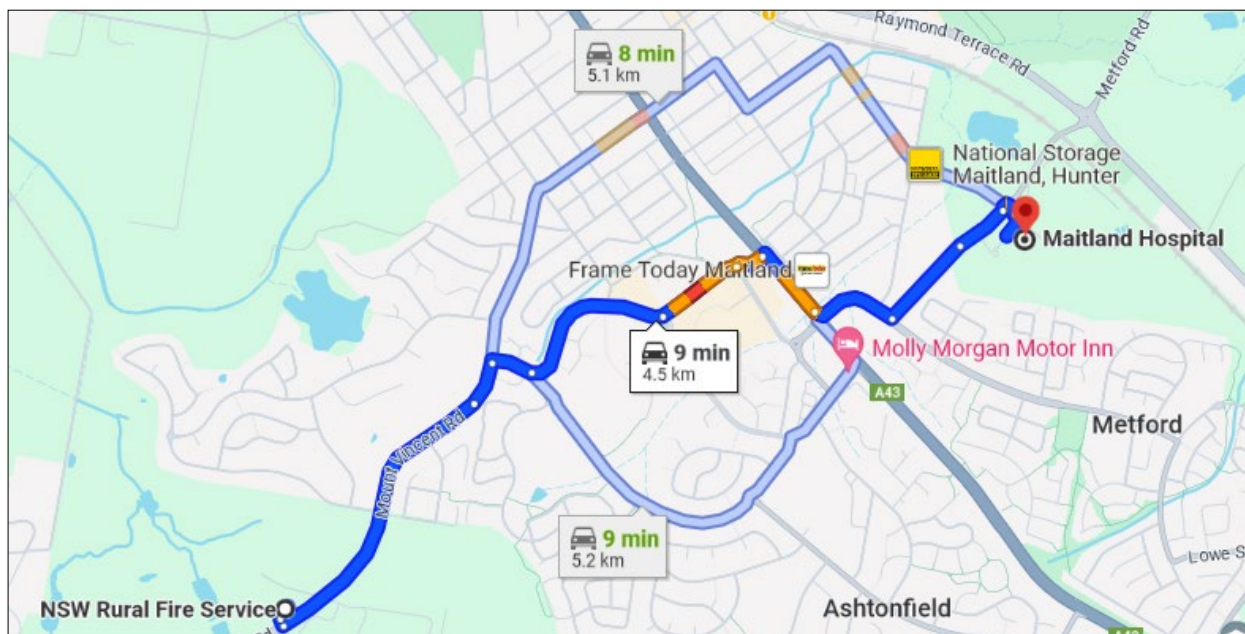 Raymond Terrace Rd
Metford Rd
8 min
5.1 km
National Storage
Maitland, Hunter
Maitland Hospital
Frame Today Maitland
9 min
4.5 km
Molly Morgan Motor Inn
A43
Metford
Mount Vincent Rd
9 min
5.2 km
Lowe S
NSW Rural Fire Service
Ashtonfield